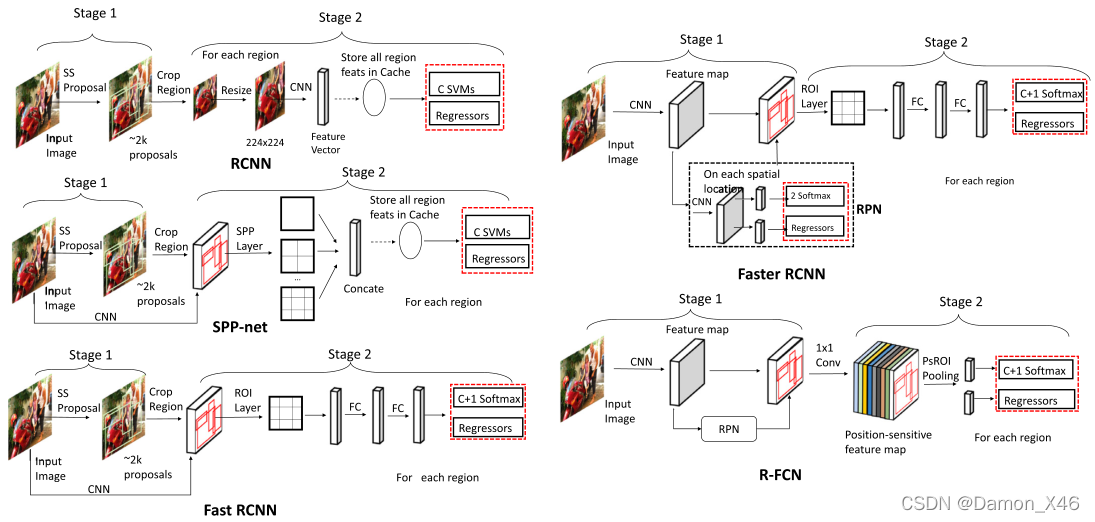 Stage 1
Stage 2
SS
Proposal
Crop
Region
For each region
Resize
CNN
Store all region
feats in Cache
C SVMs
Regressors
Input
Image
~2k
proposals
224x224
Feature
Vector
RCNN
Stage 1
Stage 2
SS
Proposal
Crop
Region
SPP
Layer
Store all region
feats in Cache
C SVMs
Regressors
Input
Image
~2k
proposals
...
Concate
CNN
For each region
SPP-net
Stage 1
Stage 2
SS
Proposal
Crop
Region
ROI
Layer
FC
FC
C+1 Softmax
Regressors
Input
Image
~2k
proposals
CNN
For each region
Fast RCNN
Stage 1
Stage 2
Feature map
CNN
ROI
Layer
FC
FC
C+1 Softmax
Regressors
Input
Image
On each spatial
location
CNN
2 Softmax
Regressors
RPN
For each region
Faster RCNN
Stage 1
Stage 2
Feature map
CNN
1x1
Conv
PsROI
Pooling
C+1 Softmax
Regressors
Input
Image
RPN
Position-sensitive
feature map
For each region
R-FCN
CSDN @Damon_X46